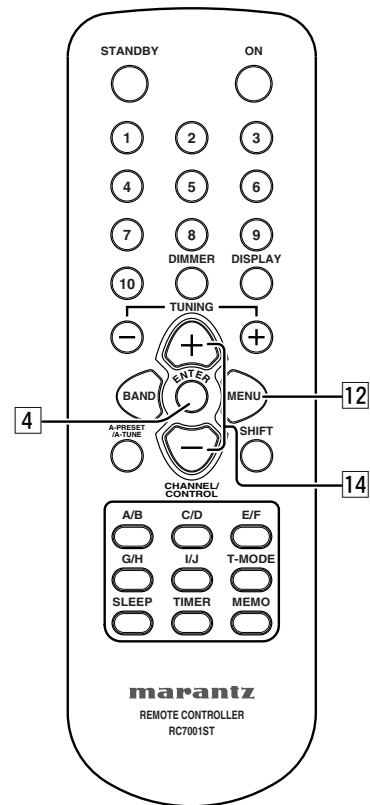 STANDBY ON
1 2 3
4 5 6
7 8 9
DIMMER DISPLAY
10
TUNING
− +
+
ENTER
BAND MENU 12
4
A-PRESET
/A-TUNE
− SHIFT
14
CHANNEL/
CONTROL
A/B C/D E/F
G/H I/J T-MODE
SLEEP TIMER MEMO
marantz
REMOTE CONTROLLER
RC7001ST